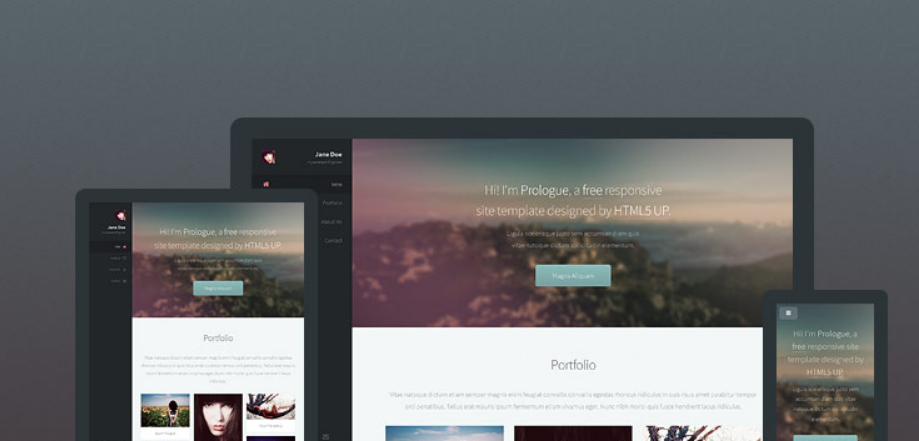 Jane Doe
Intro
Portfolio
About Me
Contact
Hi! I'm Prologue, a free responsive
site template designed by HTML5 UP.
Ligula scelerisque justo sem accumsan diam quis
vitae natoque dictum sollicitudin elementum.
Magna Aliquam
Portfolio
Vitae natoque dictum etiam semper magnis enim feugiat convallis convallis egestas rhoncus ridiculus in quis risus amet curabitur tempor
orci penatibus. Tellus erat mauris ipsum fermentum etiam vivamus eget. Nunc nibh morbi quis fusce hendrerit lacus ridiculus.
Jane Doe
Hi! I'm Prologue, a free responsive
site template designed by HTML5 UP.
Magna Aliquam
Portfolio
Hi! I'm Prologue, a
free responsive site
template designed by
HTML5 UP.
Ligula scelerisque justo sem
accumsan diam quis vitae
natoque dictum